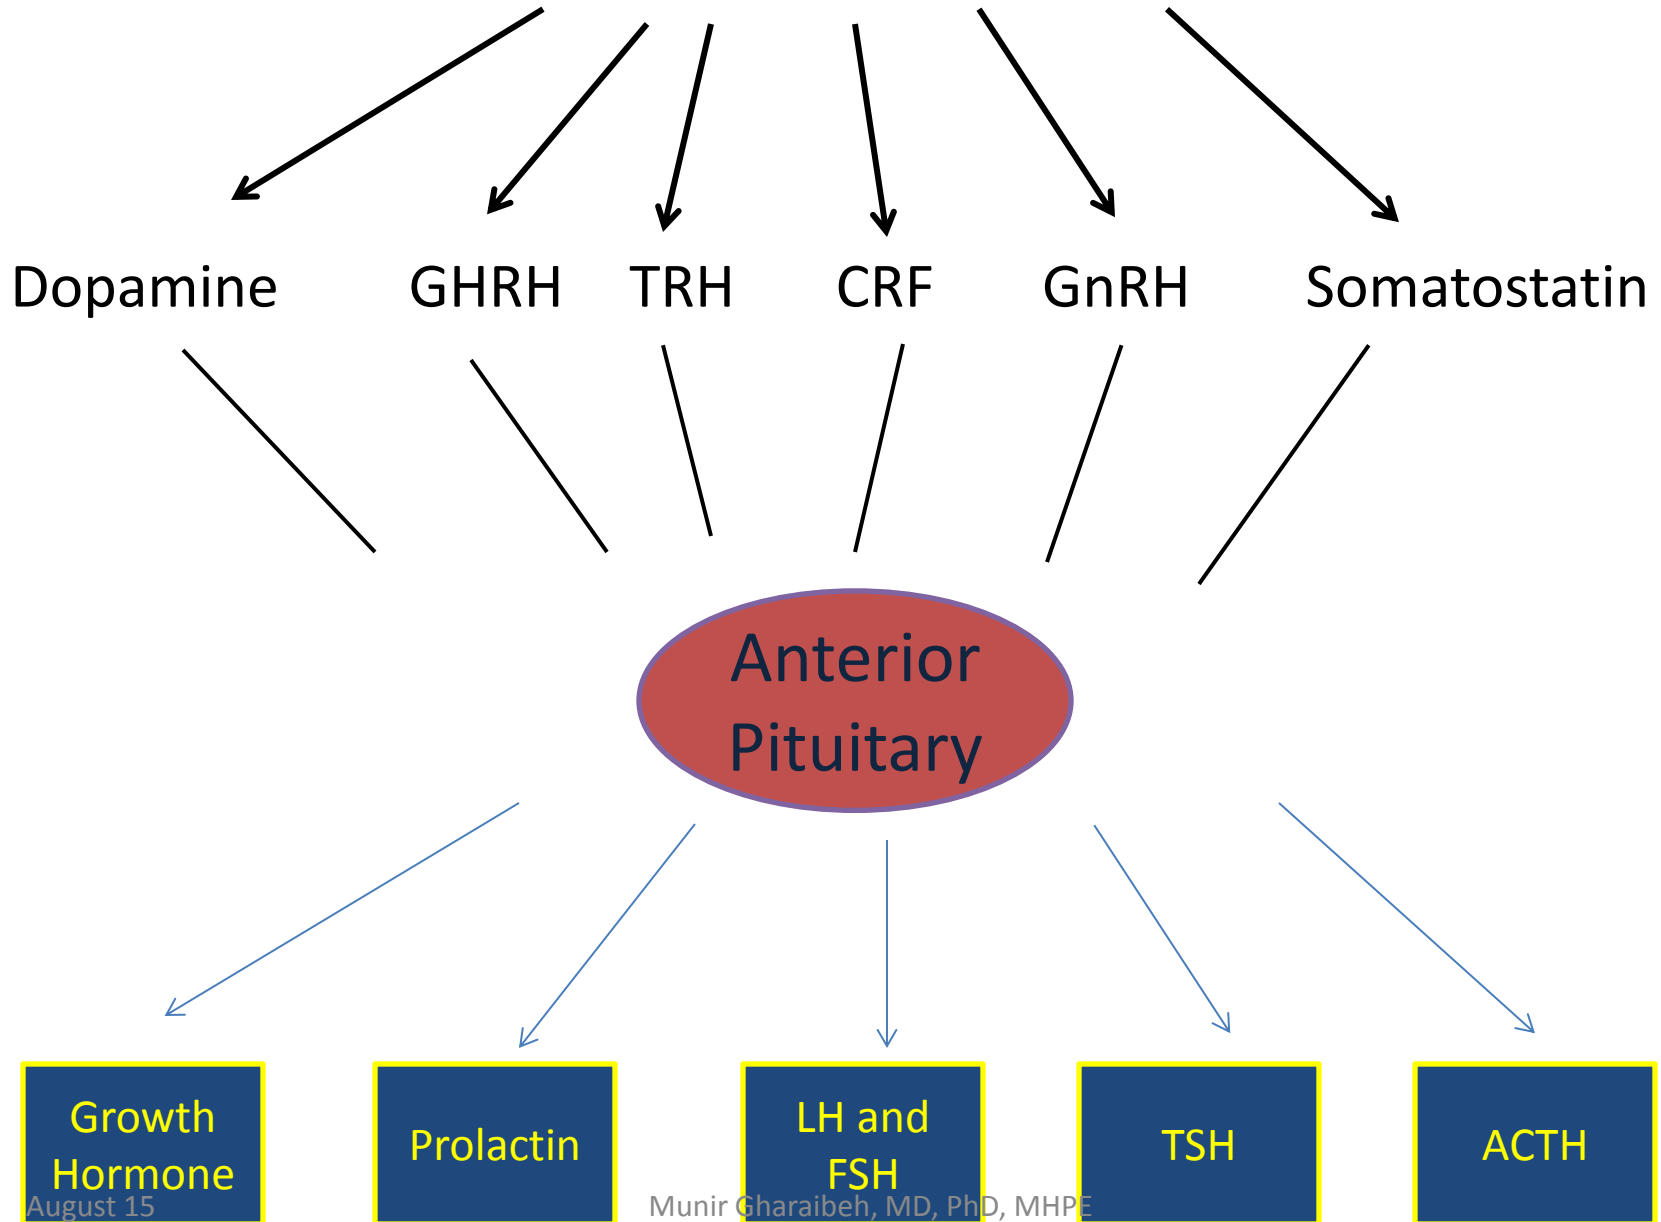 Dopamine GHRH TRH CRF GnRH Somatostatin
Anterior
Pituitary
Growth
Hormone
Prolactin
LH and
FSH
TSH
ACTH
August 15
Munir Gharaibeh, MD, PhD, MHPE